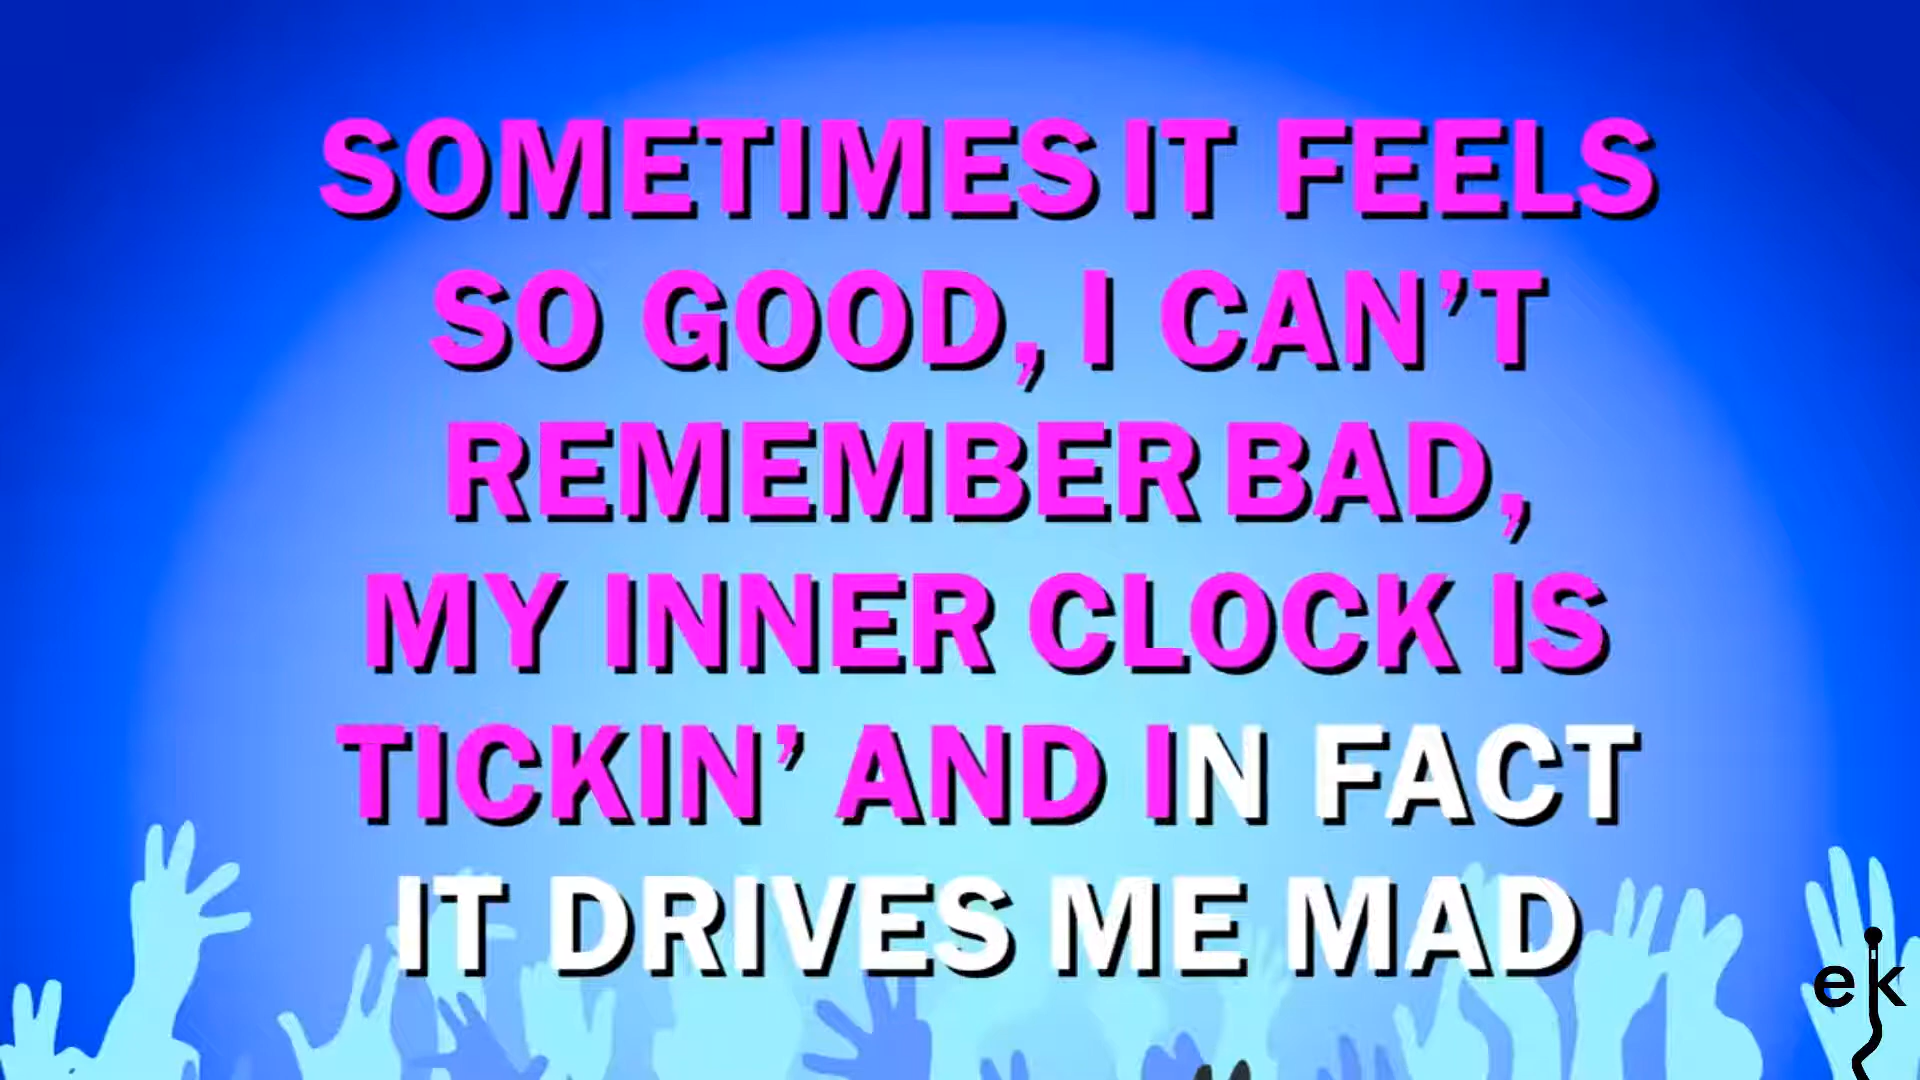 SOMETIMES IT FEELS
SO GOOD, I CAN’T
REMEMBER BAD,
MY INNER CLOCK IS
TICKIN’ AND IN FACT
IT DRIVES ME MAD
ek